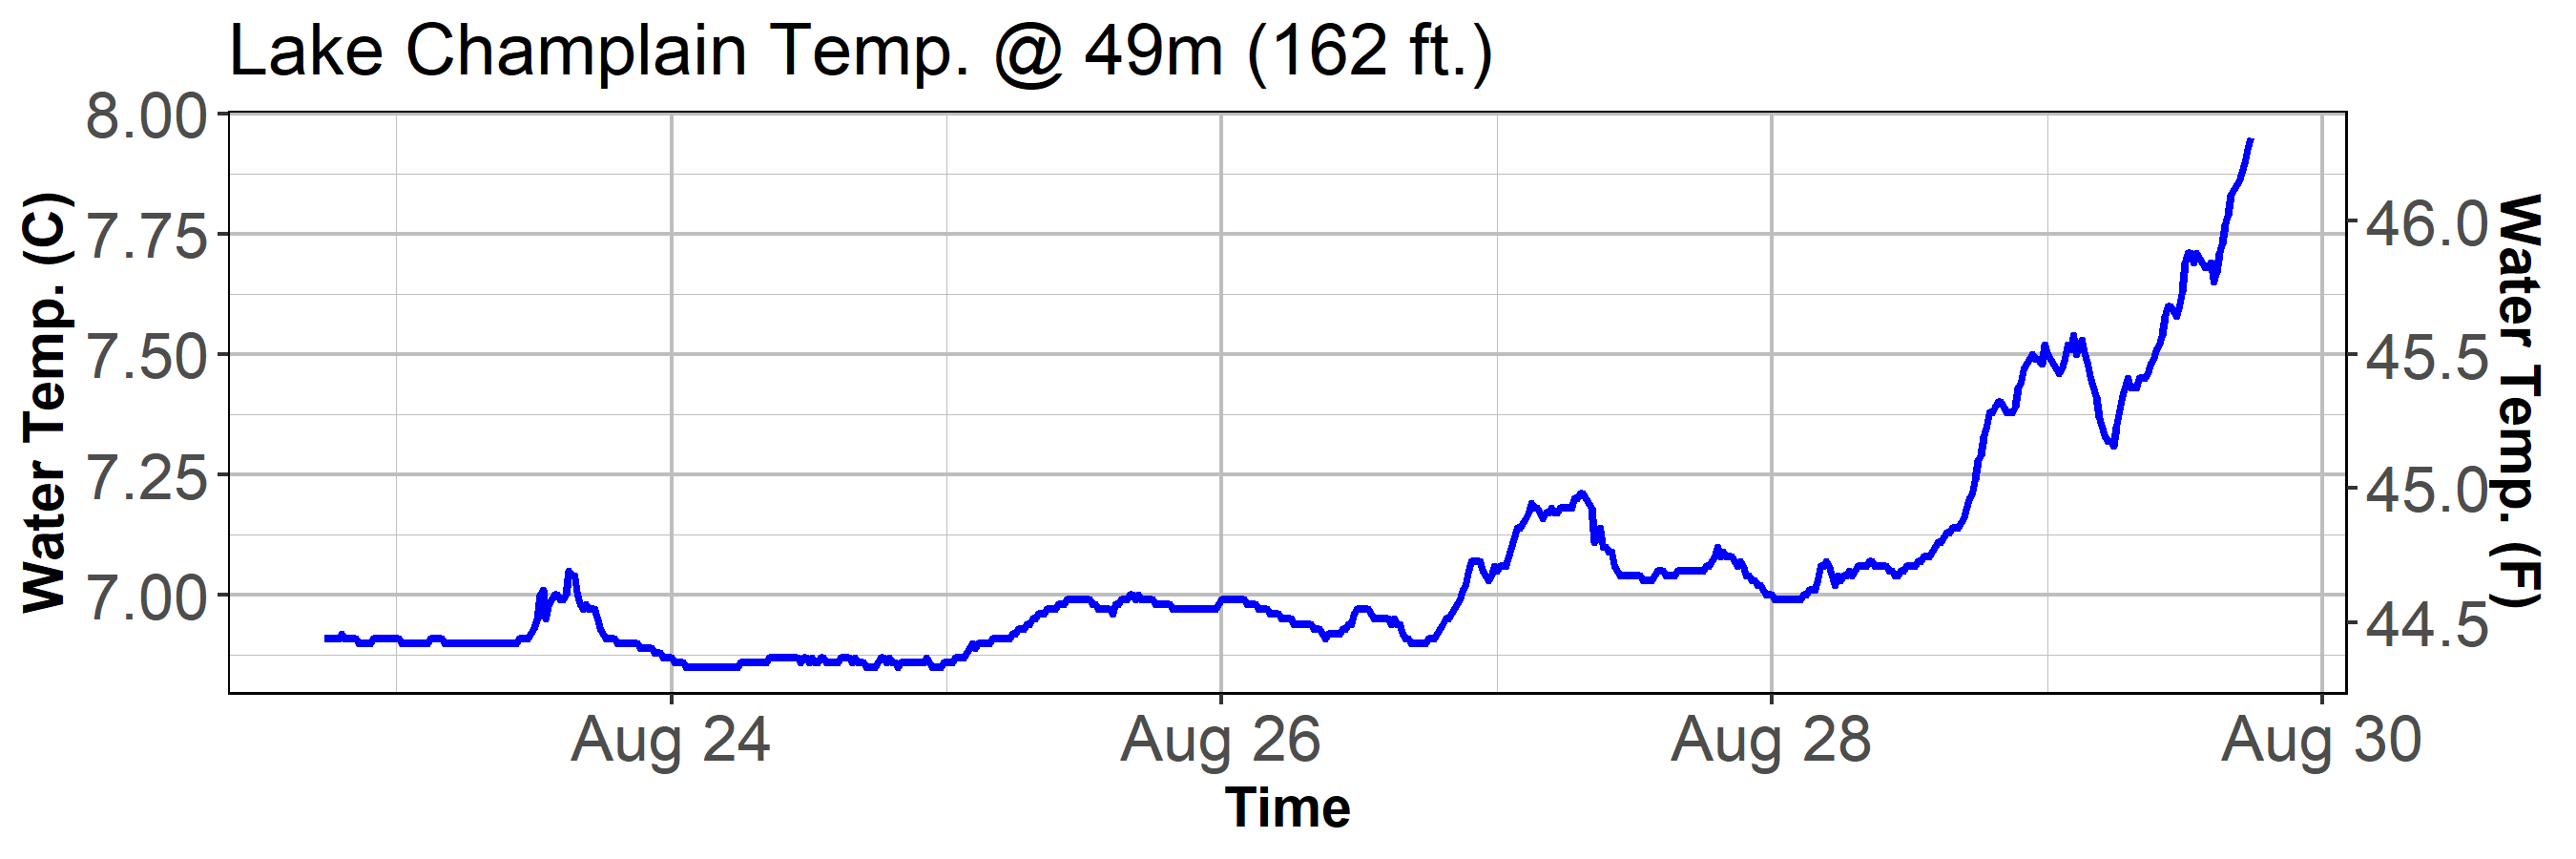 Lake Champlain Temp. @ 49m (162 ft.)
Water Temp. (C)
8.00
7.75
7.50
7.25
7.00
46.0
45.5
45.0
44.5
Water Temp. (F)
Aug 24
Aug 26
Aug 28
Aug 30
Time